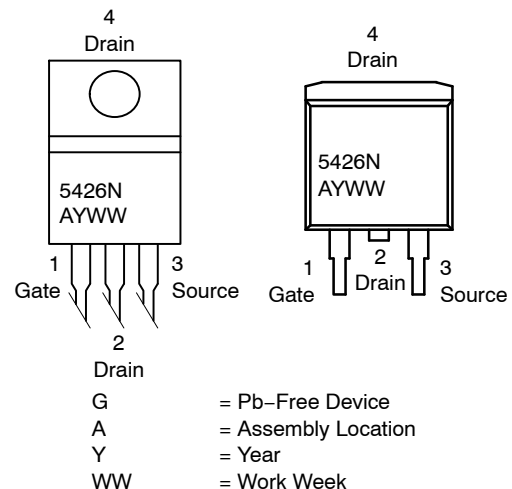 4
Drain
5426N
AYWW
1
Gate
3
Source
2
Drain
4
Drain
5426N
AYWW
1
Gate
2
Drain
3
Source
G = Pb−Free Device
A = Assembly Location
Y = Year
WW = Work Week